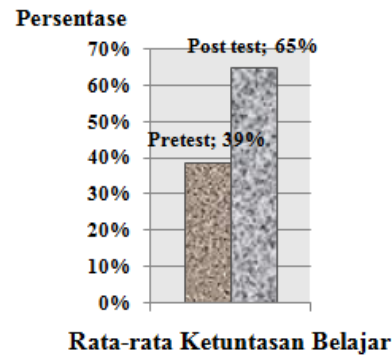 Persentase
70%
Post test; 65%
60%
50%
Pretest; 39%
40%
30%
20%
10%
0%
Rata-rata Ketuntasan Belajar